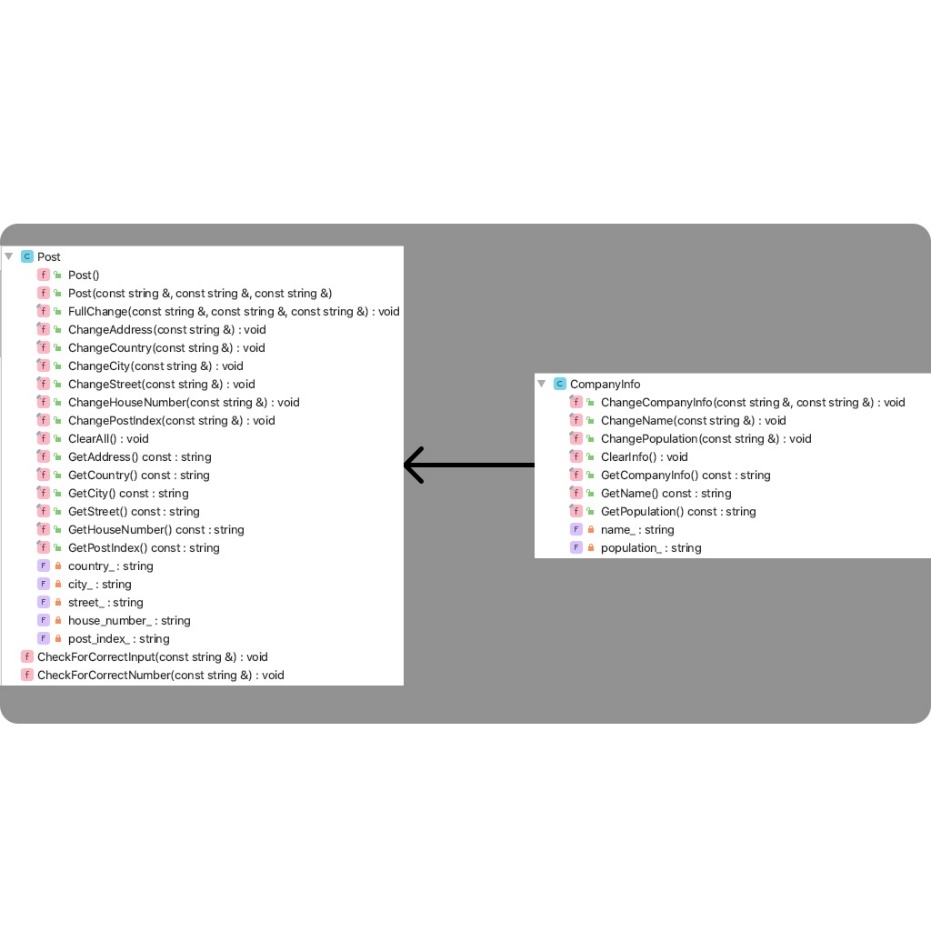 Post
Post()
Post(const string &, const string &, const string &)
FullChange(const string &, const string &, const string &) : void
ChangeAddress(const string &) : void
ChangeCountry(const string &) : void
ChangeCity(const string &) : void
ChangeStreet(const string &) : void
ChangeHouseNumber(const string &) : void
ChangePostIndex(const string &) : void
ClearAll() : void
GetAddress() const : string
GetCountry() const : string
GetCity() const : string
GetStreet() const : string
GetHouseNumber() const : string
GetPostIndex() const : string
country_ : string
city_ : string
street_ : string
house_number_ : string
post_index_ : string
CheckForCorrectInput(const string &) : void
CheckForCorrectNumber(const string &) : void
CompanyInfo
ChangeCompanyInfo(const string &, const string &) : void
ChangeName(const string &) : void
ChangePopulation(const string &) : void
ClearInfo() : void
GetCompanyInfo() const : string
GetName() const : string
GetPopulation() const : string
name_ : string
population_ : string